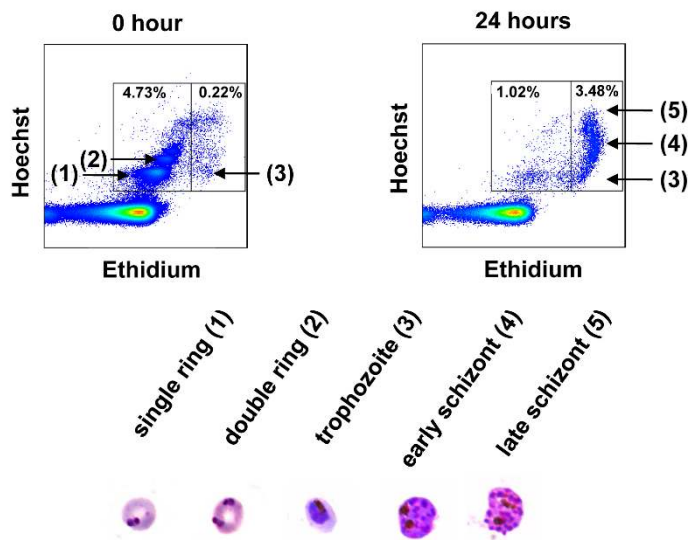 0 hour
24 hours
4.73%
0.22%
1.02%
3.48%
(5)
(2)
(4)
(1)
(3)
(3)
Hoechst
Hoechst
Ethidium
Ethidium
single ring (1)
double ring (2)
trophozoite (3)
early schizont (4)
late schizont (5)